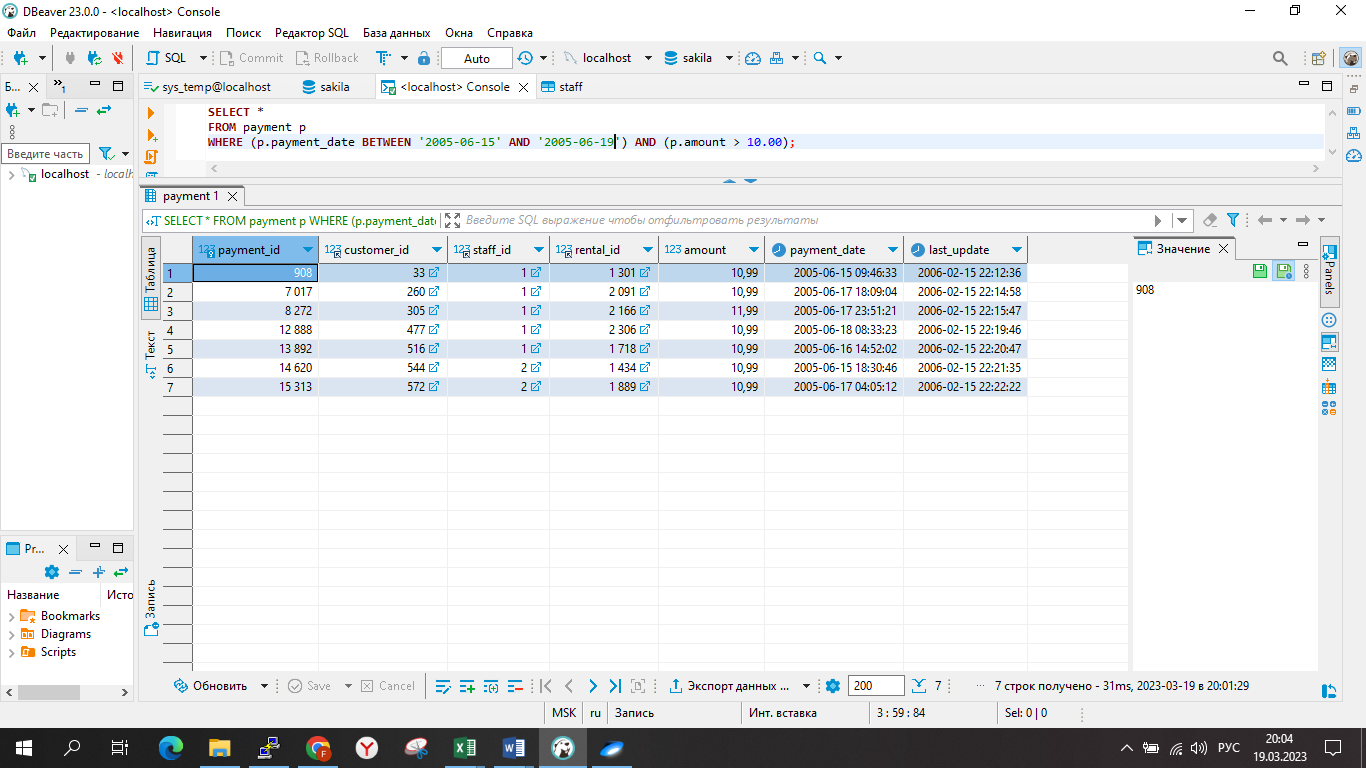 DBeaver 23.0.0 - <localhost> Console
Файл Редактирование Навигация Поиск Редактор SQL База данных Окна Справка
SQL Commit Rollback Auto localhost sakila
Б... »1 sys_temp@localhost sakila <localhost> Console staff
SELECT *
FROM payment p
WHERE (p.payment_date BETWEEN '2005-06-15' AND '2005-06-19') AND (p.amount > 10.00);
Введите часть
localhost - localh
payment 1
SELECT * FROM payment p WHERE (p.payment_date Введите SQL выражение чтобы отфильтровать результаты
Таблица
Текст
Запись
123 payment_id 123 customer_id 123 staff_id 123 rental_id 123 amount payment_date last_update
1 908 33 1 1 301 10,99 2005-06-15 09:46:33 2006-02-15 22:12:36
2 7 017 260 1 2 091 10,99 2005-06-17 18:09:04 2006-02-15 22:14:58
3 8 272 305 1 2 166 11,99 2005-06-17 23:51:21 2006-02-15 22:15:47
4 12 888 477 1 2 306 10,99 2005-06-18 08:33:23 2006-02-15 22:19:46
5 13 892 516 1 1 718 10,99 2005-06-16 14:52:02 2006-02-15 22:20:47
6 14 620 544 2 1 434 10,99 2005-06-15 18:30:46 2006-02-15 22:21:35
7 15 313 572 2 1 889 10,99 2005-06-17 04:05:12 2006-02-15 22:22:22
Значение
908
Panels
Pr...
Название Исто
Bookmarks
Diagrams
Scripts
Обновить Save Cancel Экспорт данных ... 200 7 ... 7 строк получено - 31ms, 2023-03-19 в 20:01:29
MSK ru Запись Инт. вставка 3 : 59 : 84 Sel: 0 | 0
РУС 20:04
19.03.2023